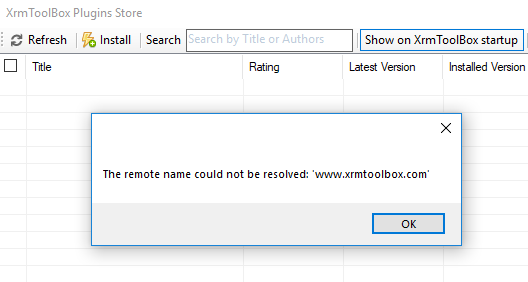 XrmToolBox Plugins Store
Refresh Install Search Search by Title or Authors Show on XrmToolBox startup
Title Rating Latest Version Installed Version
The remote name could not be resolved: 'www.xrmtoolbox.com'
OK